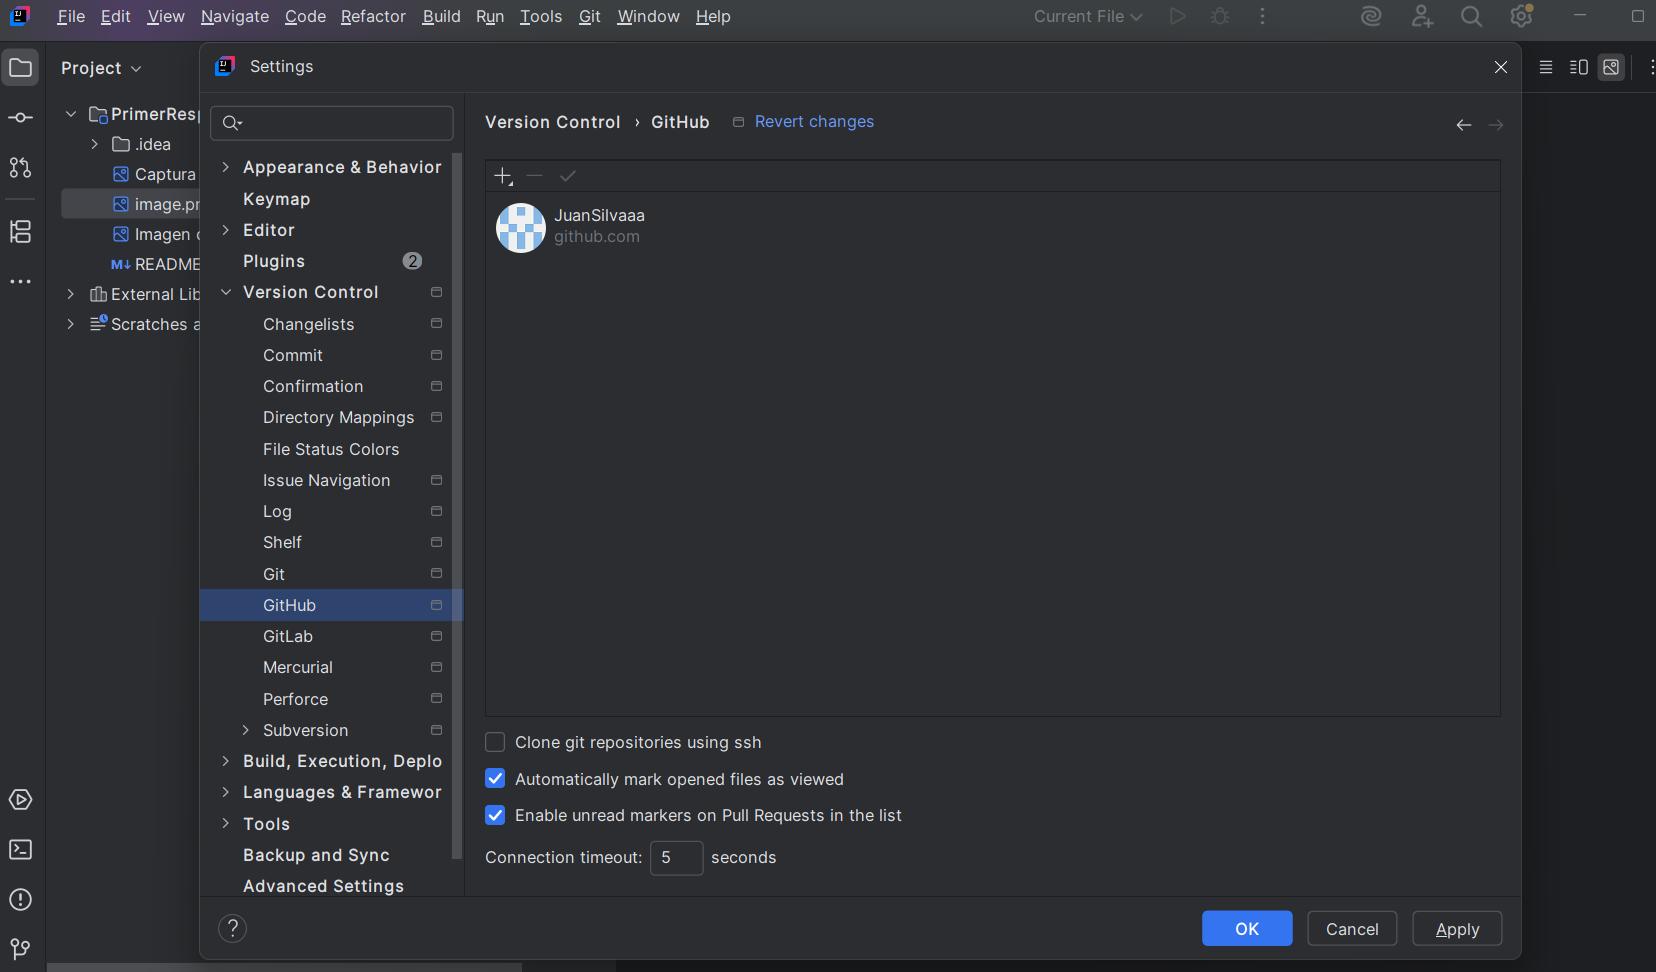 File Edit View Navigate Code Refactor Build Run Tools Git Window Help
Current File
Project
PrimerResp
.idea
Captura
image.pr
Imagen
README
External Lib
Scratches a
Settings
Appearance & Behavior
Keymap
Editor
Plugins 2
Version Control
Changelists
Commit
Confirmation
Directory Mappings
File Status Colors
Issue Navigation
Log
Shelf
Git
GitHub
GitLab
Mercurial
Perforce
Subversion
Build, Execution, Deplo
Languages & Framewor
Tools
Backup and Sync
Advanced Settings
Version Control › GitHub Revert changes
JuanSilvaaa
github.com
Clone git repositories using ssh
Automatically mark opened files as viewed
Enable unread markers on Pull Requests in the list
Connection timeout: 5 seconds
? OK Cancel Apply